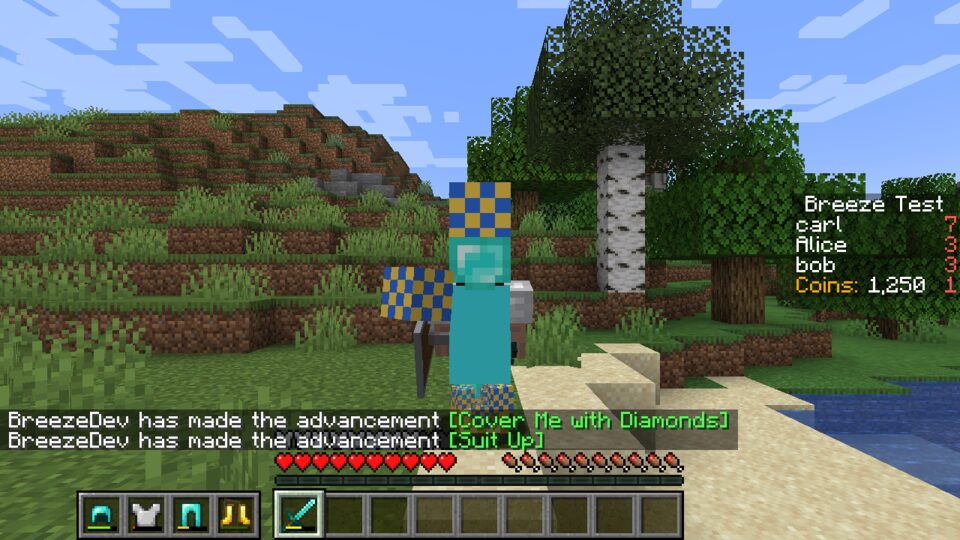 Breeze Test
carl 7
Alice 3
bob 3
Coins: 1,250 1
BreezeDev has made the advancement [Cover Me with Diamonds]
BreezeDev has made the advancement [Suit Up]